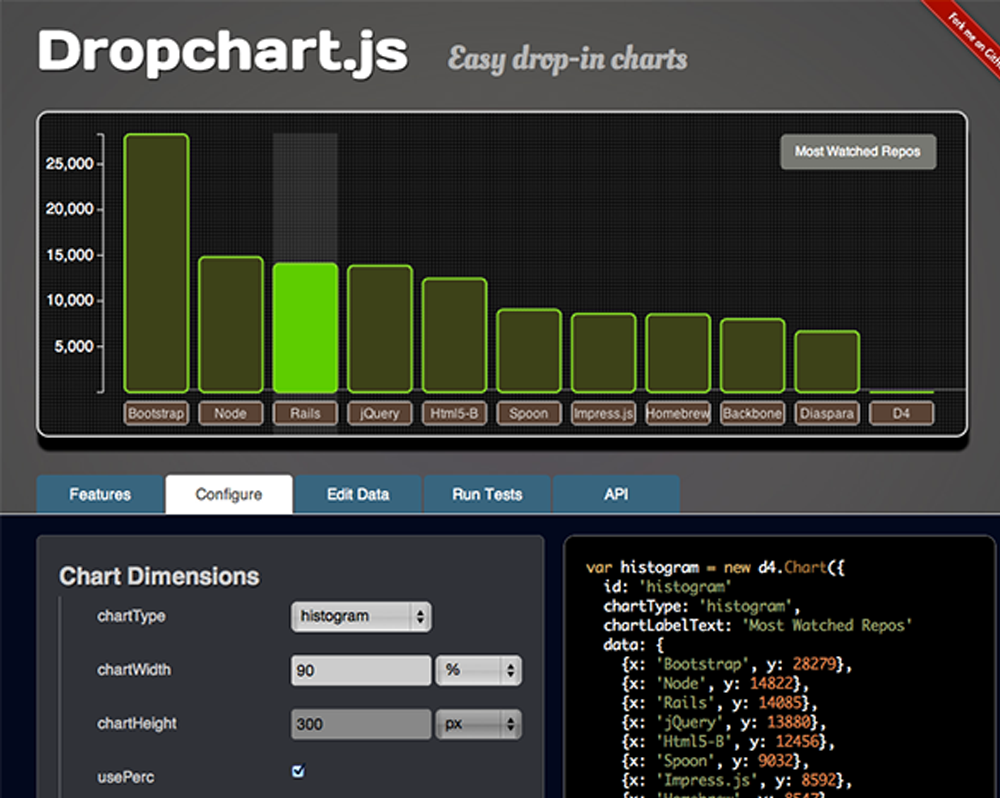 Dropchart.js
Easy drop-in charts
Fork me on GitH
Most Watched Repos
25,000
20,000
15,000
10,000
5,000
Bootstrap Node Rails jQuery Html5-B Spoon Impress.js Homebrew Backbone Diaspara D4
Features Configure Edit Data Run Tests API
Chart Dimensions
chartType histogram
chartWidth 90 %
chartHeight 300 px
usePerc
var histogram = new d4.Chart({
id: 'histogram'
chartType: 'histogram',
chartLabelText: 'Most Watched Repos'
data: {
{x: 'Bootstrap', y: 28279},
{x: 'Node', y: 14822},
{x: 'Rails', y: 14085},
{x: 'jQuery', y: 13880},
{x: 'Html5-B', y: 12456},
{x: 'Spoon', y: 9032},
{x: 'Impress.js', y: 8592},